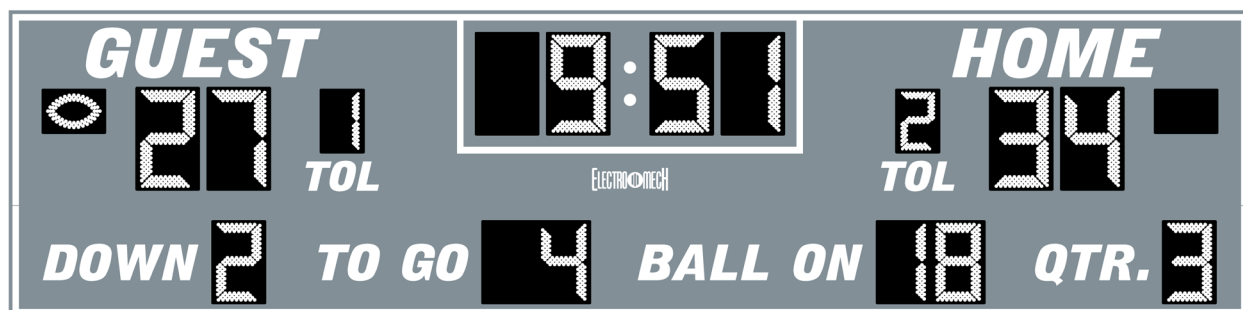 GUEST 9:51 HOME
27 1 2 34
TOL TOL
ELECTRO MECH
DOWN 2 TO GO 4 BALL ON 18 QTR. 3